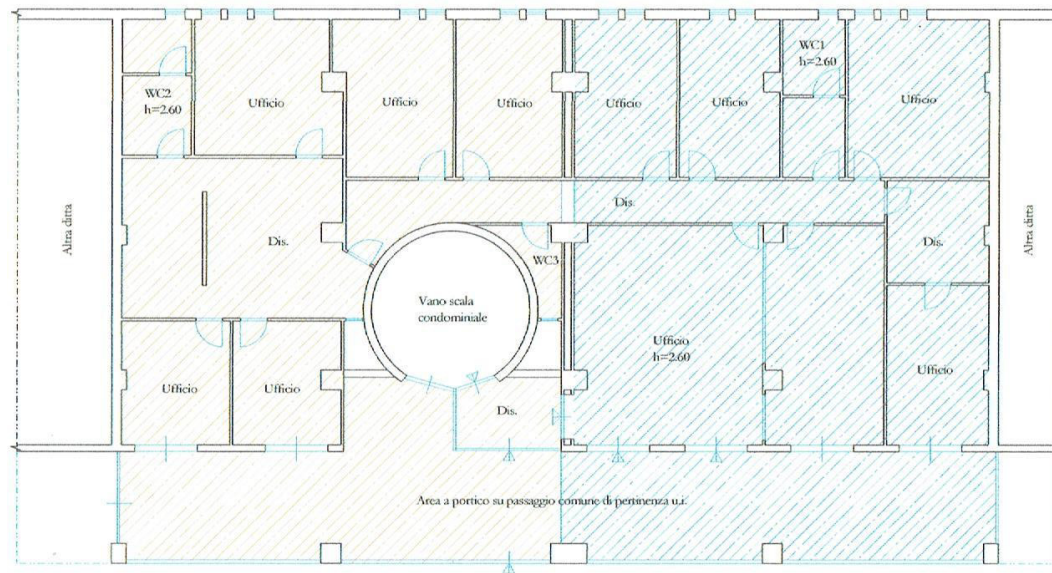 WC1
h=2.60
WC2
h=2.60
Ufficio
Ufficio
Ufficio
Ufficio
Ufficio
Ufficio
Dis.
Altra ditta
Dis.
WC3
Dis.
Altra ditta
Vano scala
condominiale
Ufficio
h=2.60
Ufficio
Ufficio
Ufficio
Dis.
Area a portico su passaggio comune di pertinenza u.i.